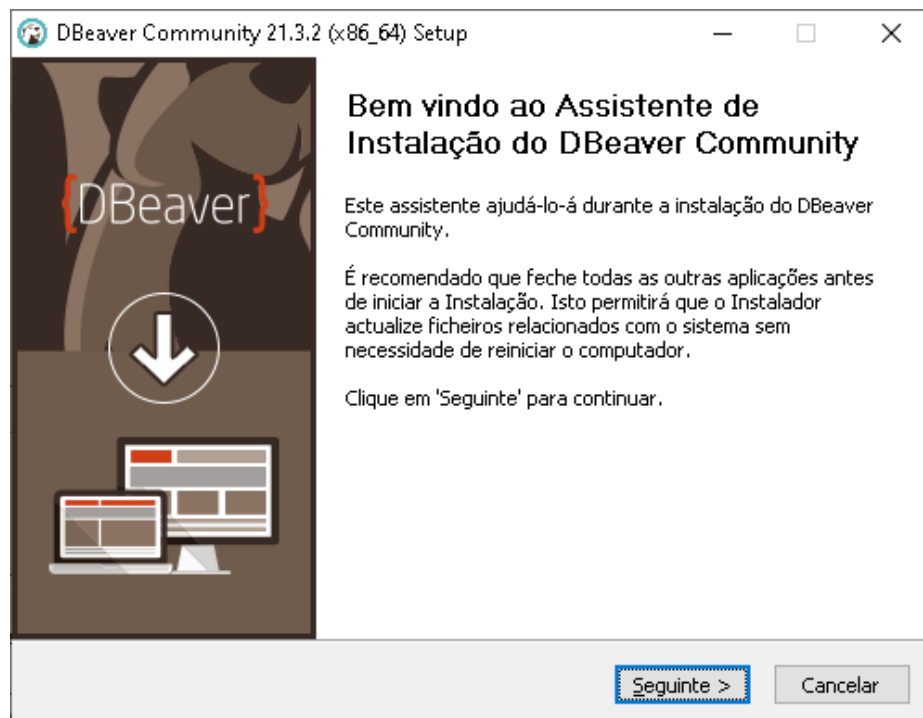 DBeaver Community 21.3.2 (x86_64) Setup
{DBeaver}
Bem vindo ao Assistente de
Instalação do DBeaver Community
Este assistente ajudá-lo-á durante a instalação do DBeaver
Community.
É recomendado que feche todas as outras aplicações antes
de iniciar a Instalação. Isto permitirá que o Instalador
actualize ficheiros relacionados com o sistema sem
necessidade de reiniciar o computador.
Clique em 'Seguinte' para continuar.
Seguinte >
Cancelar